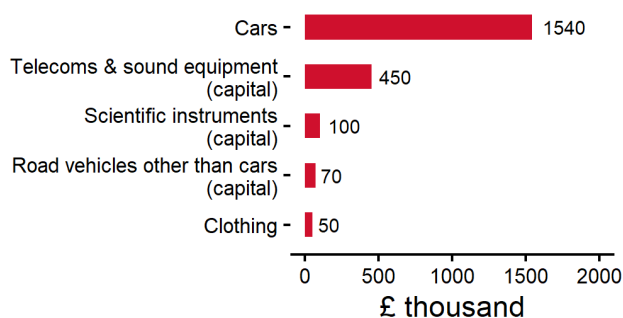 Cars
1540
Telecoms & sound equipment
(capital)
450
Scientific instruments
(capital)
100
Road vehicles other than cars
(capital)
70
Clothing
50
0 500 1000 1500 2000
£ thousand